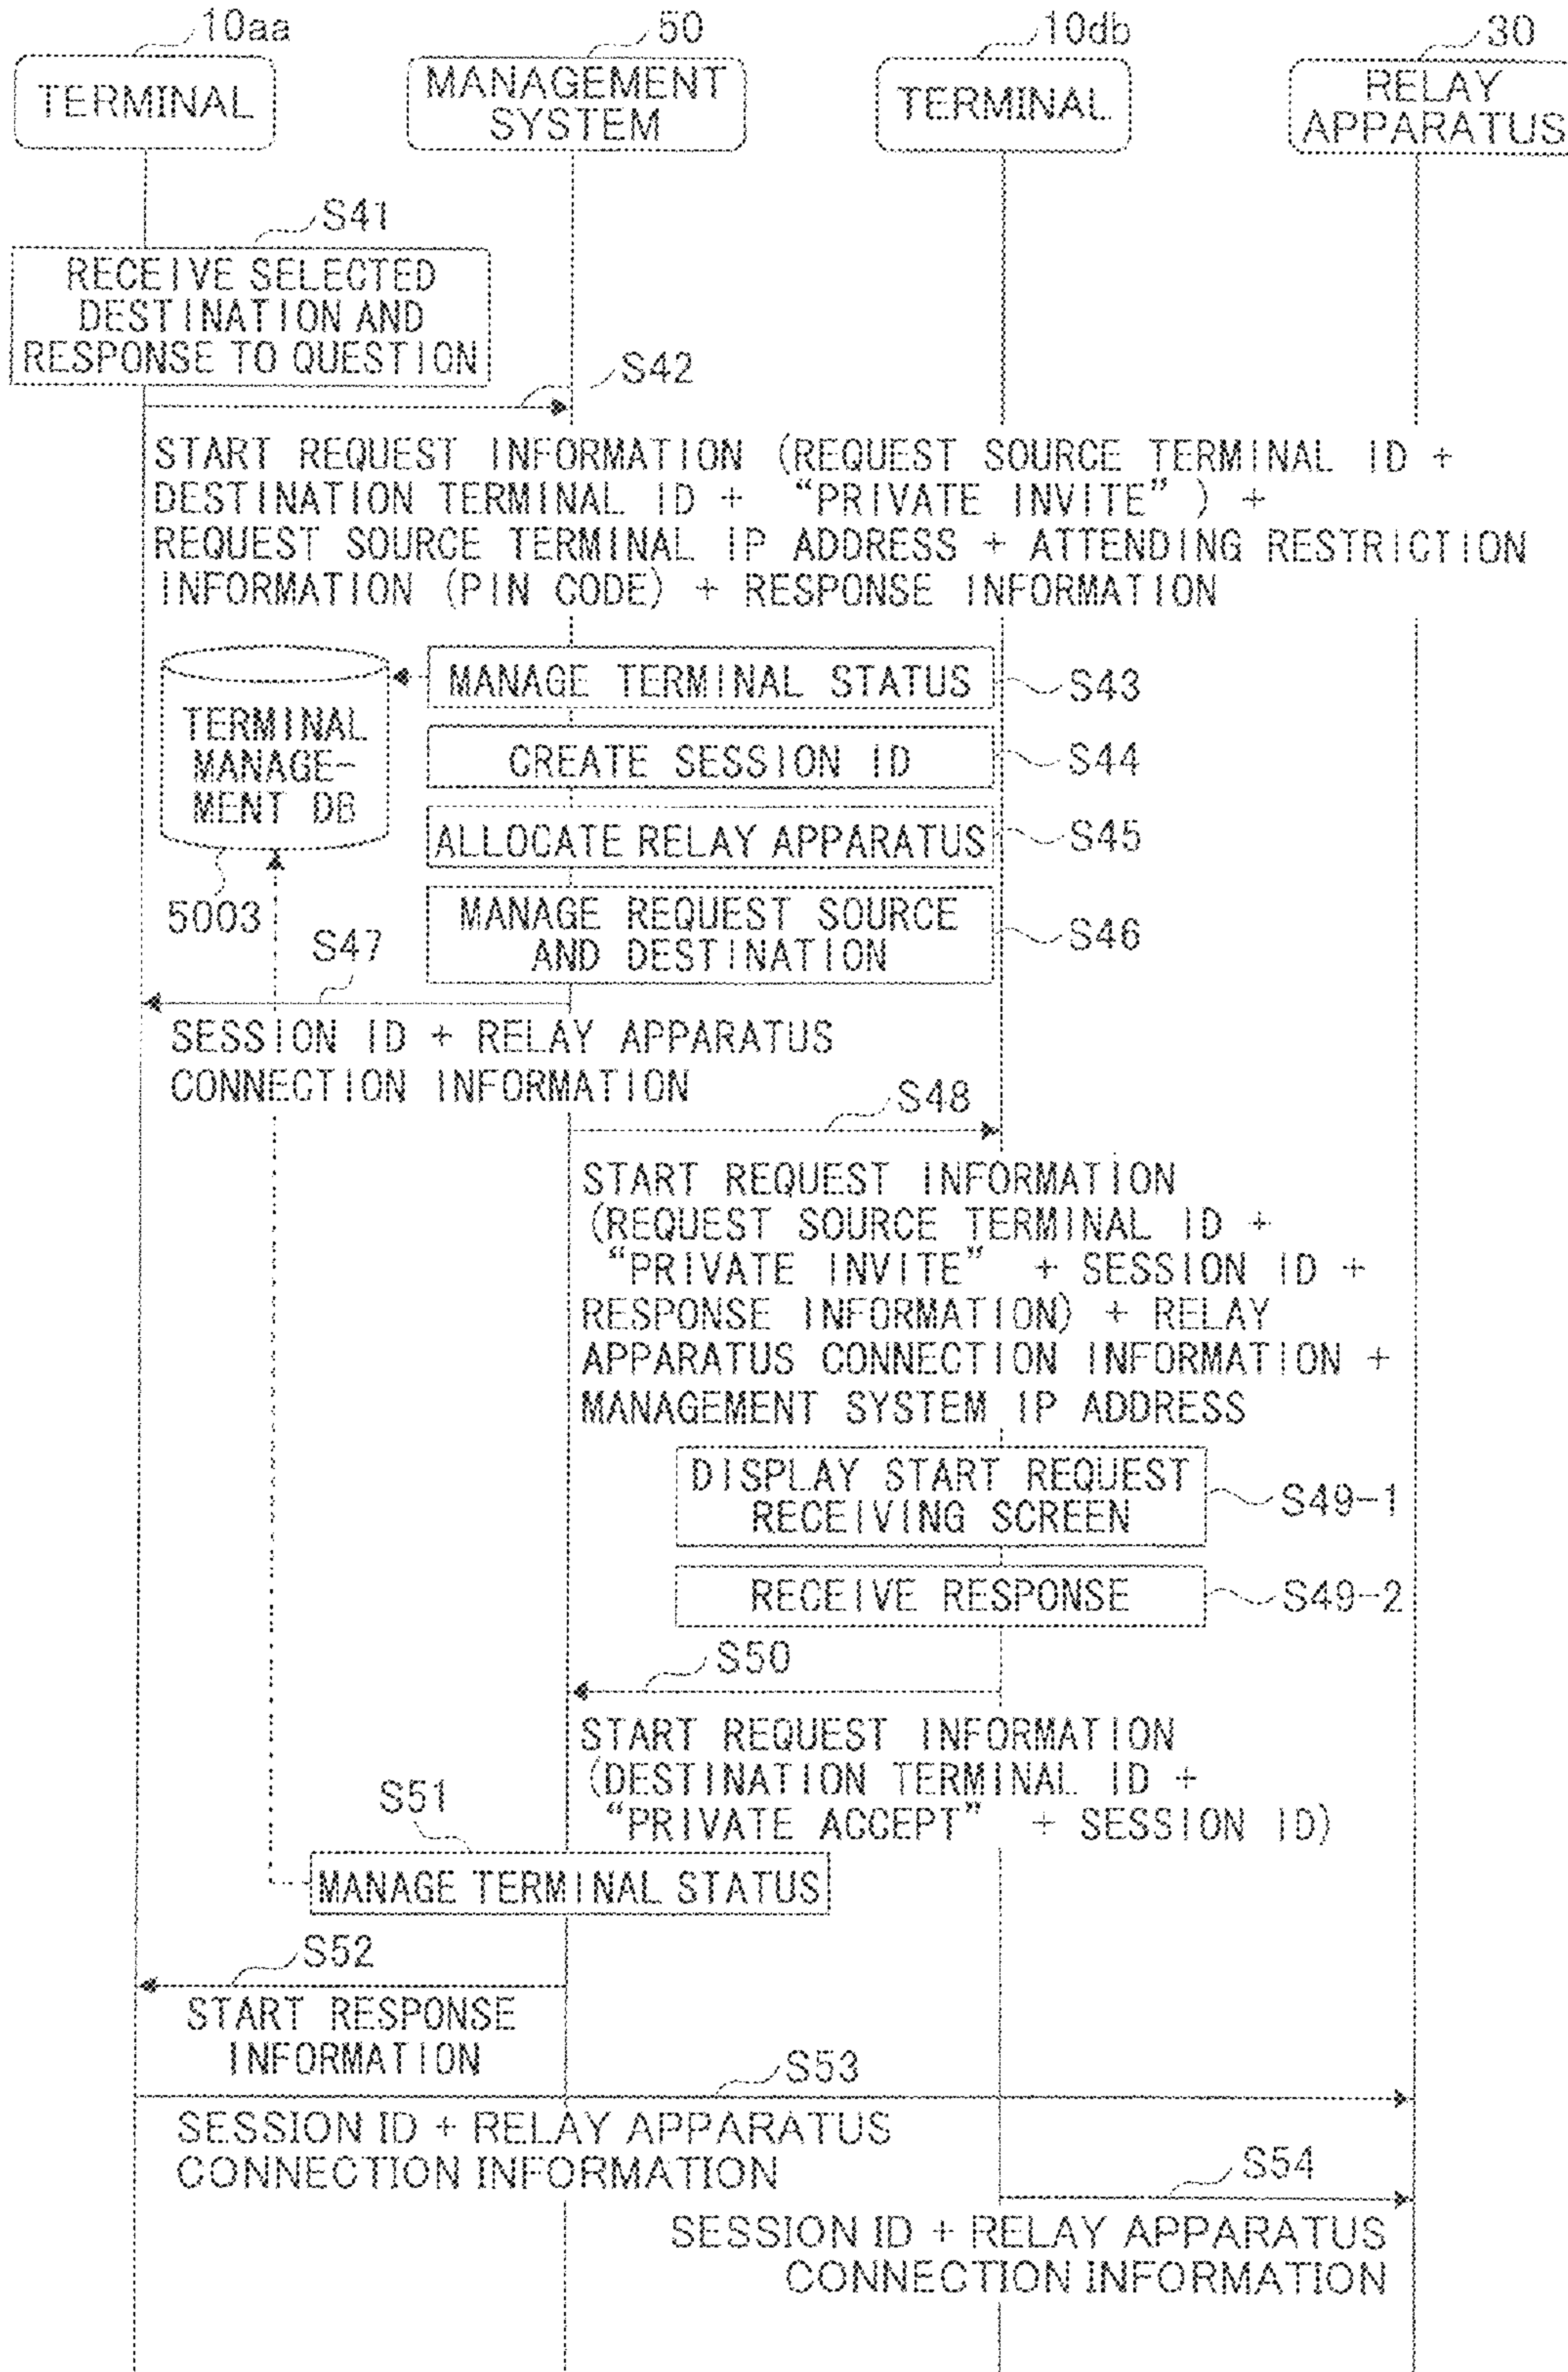 10aa
50
10db
30
TERMINAL
MANAGEMENT
SYSTEM
TERMINAL
RELAY
APPARATUS
S41
RECEIVE SELECTED
DESTINATION AND
RESPONSE TO QUESTION
S42
START REQUEST INFORMATION (REQUEST SOURCE TERMINAL ID +
DESTINATION TERMINAL ID + “PRIVATE INVITE” ) +
REQUEST SOURCE TERMINAL IP ADDRESS + ATTENDING RESTRICTION
INFORMATION (PIN CODE) + RESPONSE INFORMATION
TERMINAL
MANAGE-
MENT DB
5003
MANAGE TERMINAL STATUS
S43
CREATE SESSION ID
S44
ALLOCATE RELAY APPARATUS
S45
MANAGE REQUEST SOURCE
AND DESTINATION
S46
S47
SESSION ID + RELAY APPARATUS
CONNECTION INFORMATION
S48
START REQUEST INFORMATION
(REQUEST SOURCE TERMINAL ID +
“PRIVATE INVITE” + SESSION ID +
RESPONSE INFORMATION) + RELAY
APPARATUS CONNECTION INFORMATION +
MANAGEMENT SYSTEM IP ADDRESS
DISPLAY START REQUEST
RECEIVING SCREEN
S49-1
RECEIVE RESPONSE
S49-2
S50
START REQUEST INFORMATION
(DESTINATION TERMINAL ID +
“PRIVATE ACCEPT” + SESSION ID)
S51
MANAGE TERMINAL STATUS
S52
START RESPONSE
INFORMATION
S53
SESSION ID + RELAY APPARATUS
CONNECTION INFORMATION
S54
SESSION ID + RELAY APPARATUS
CONNECTION INFORMATION